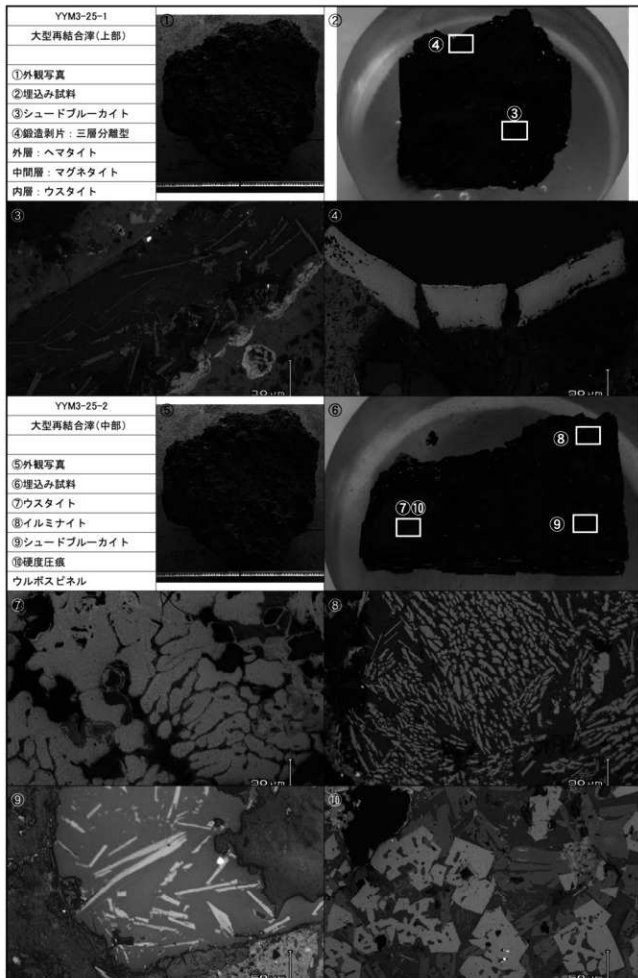 YYM3-25-1
大型再結合滓(上部)
①外観写真
②埋込み試料
③シュードブルーカイト
④鍛造剥片:三層分離型
外層:ヘマタイト
中間層:マグネタイト
内層:ウスタイト
①
②
④
③
③
④
YYM3-25-2
大型再結合滓(中部)
⑤外観写真
⑥埋込み試料
⑦ウスタイト
⑧イルミナイト
⑨シュードブルーカイト
⑩硬度圧痕
ウルボスピネル
⑤
⑥
⑧
⑦⑩
⑨
⑦
⑧
⑨
⑩